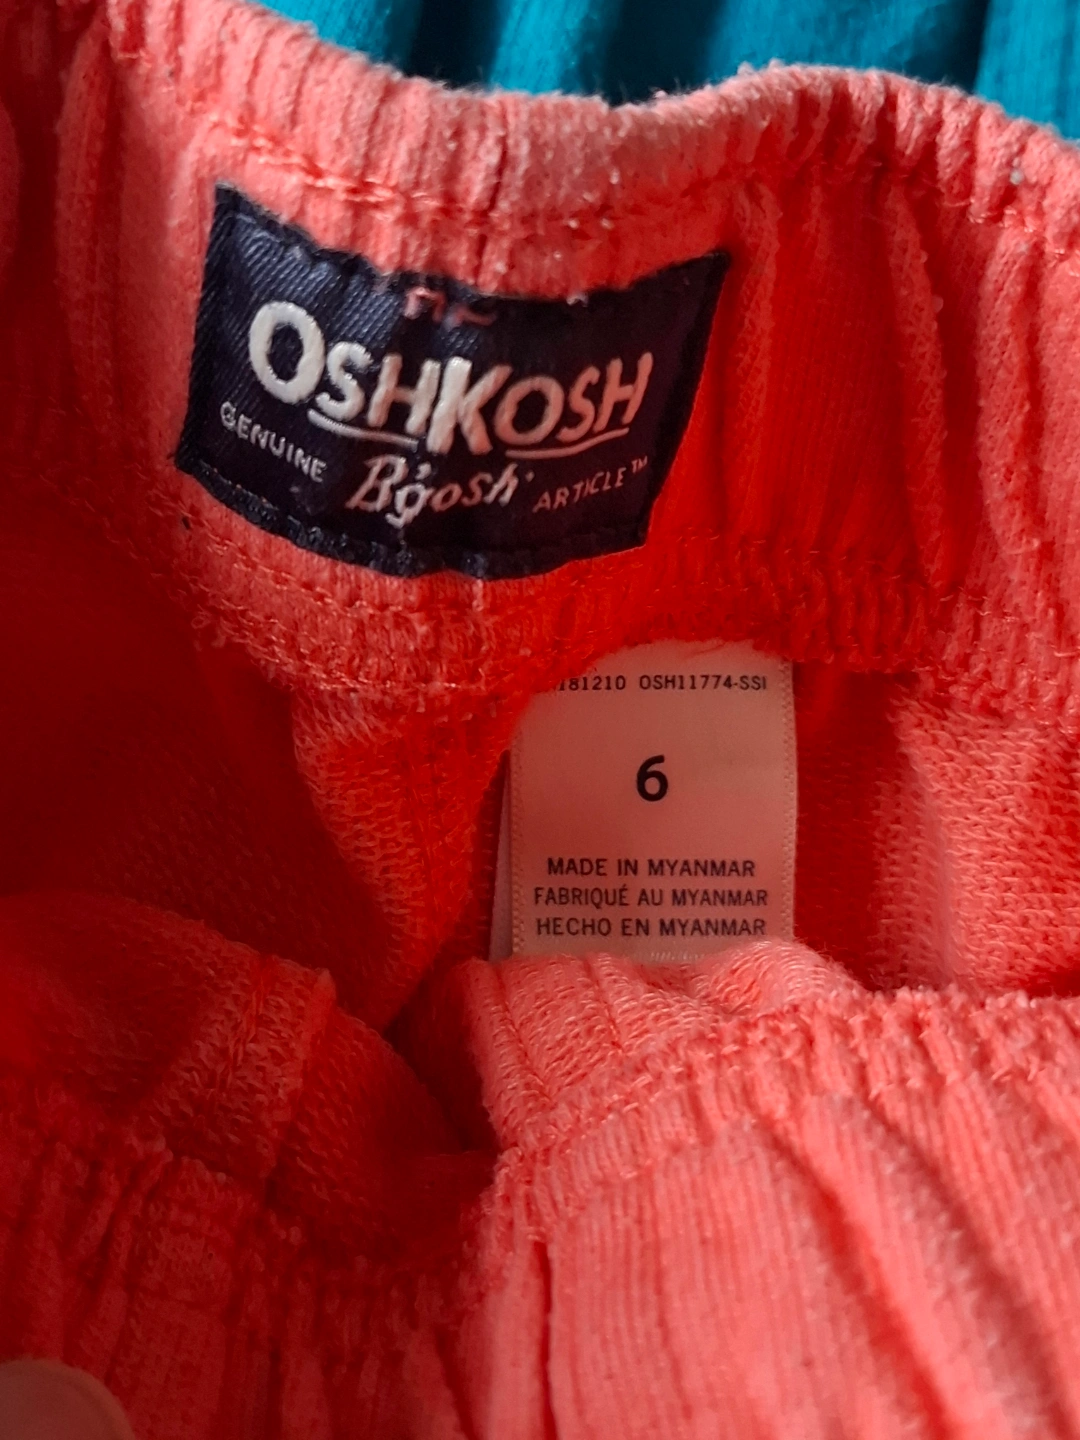 OSHKOSH
GENUINE B'gosh ARTICLE™
181210 OSH11774-SSI
6
MADE IN MYANMAR
FABRIQUÉ AU MYANMAR
HECHO EN MYANMAR